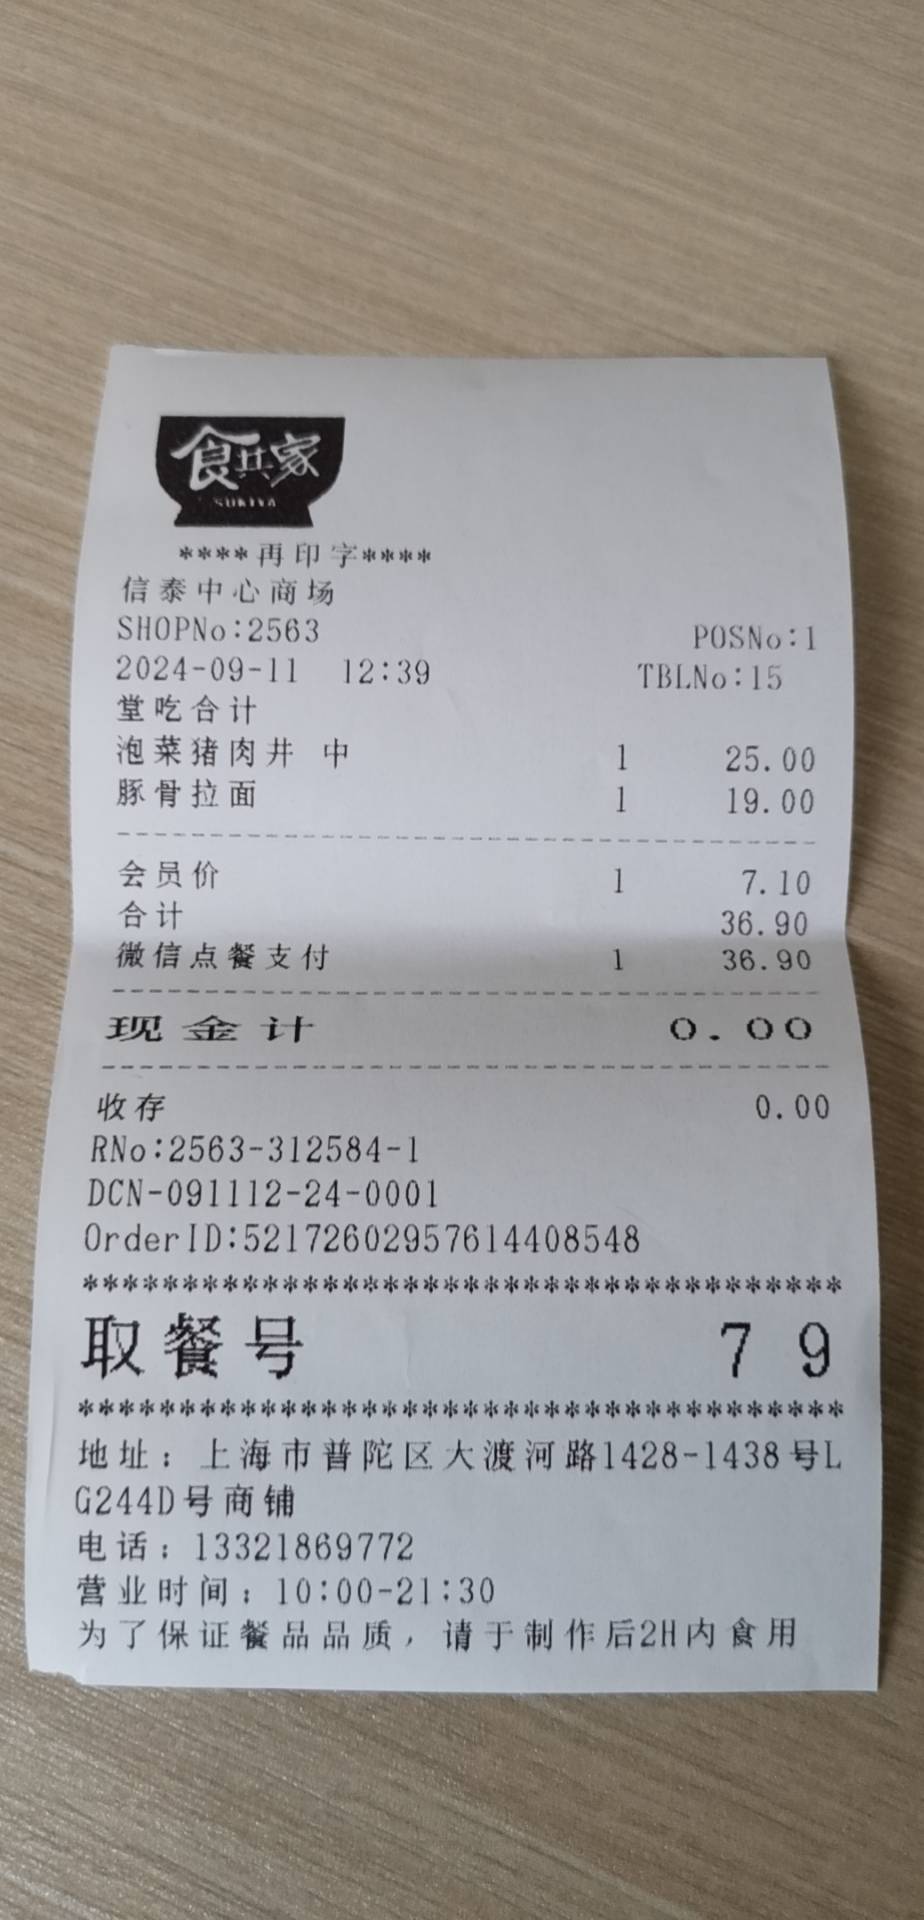 食其家
SUKIYA
****再印字****
信泰中心商场
SHOPNo:2563 POSNo:1
2024-09-11 12:39 TBLNo:15
堂吃合计
泡菜猪肉井 中 1 25.00
豚骨拉面 1 19.00
会员价 1 7.10
合计 36.90
微信点餐支付 1 36.90
现金计 0.00
收存 0.00
RNo:2563-312584-1
DCN-091112-24-0001
OrderID:52172602957614408548
**************************************
取餐号 79
**************************************
地址：上海市普陀区大渡河路1428-1438号L
G244D号商铺
电话：13321869772
营业时间：10:00-21:30
为了保证餐品品质，请于制作后2H内食用